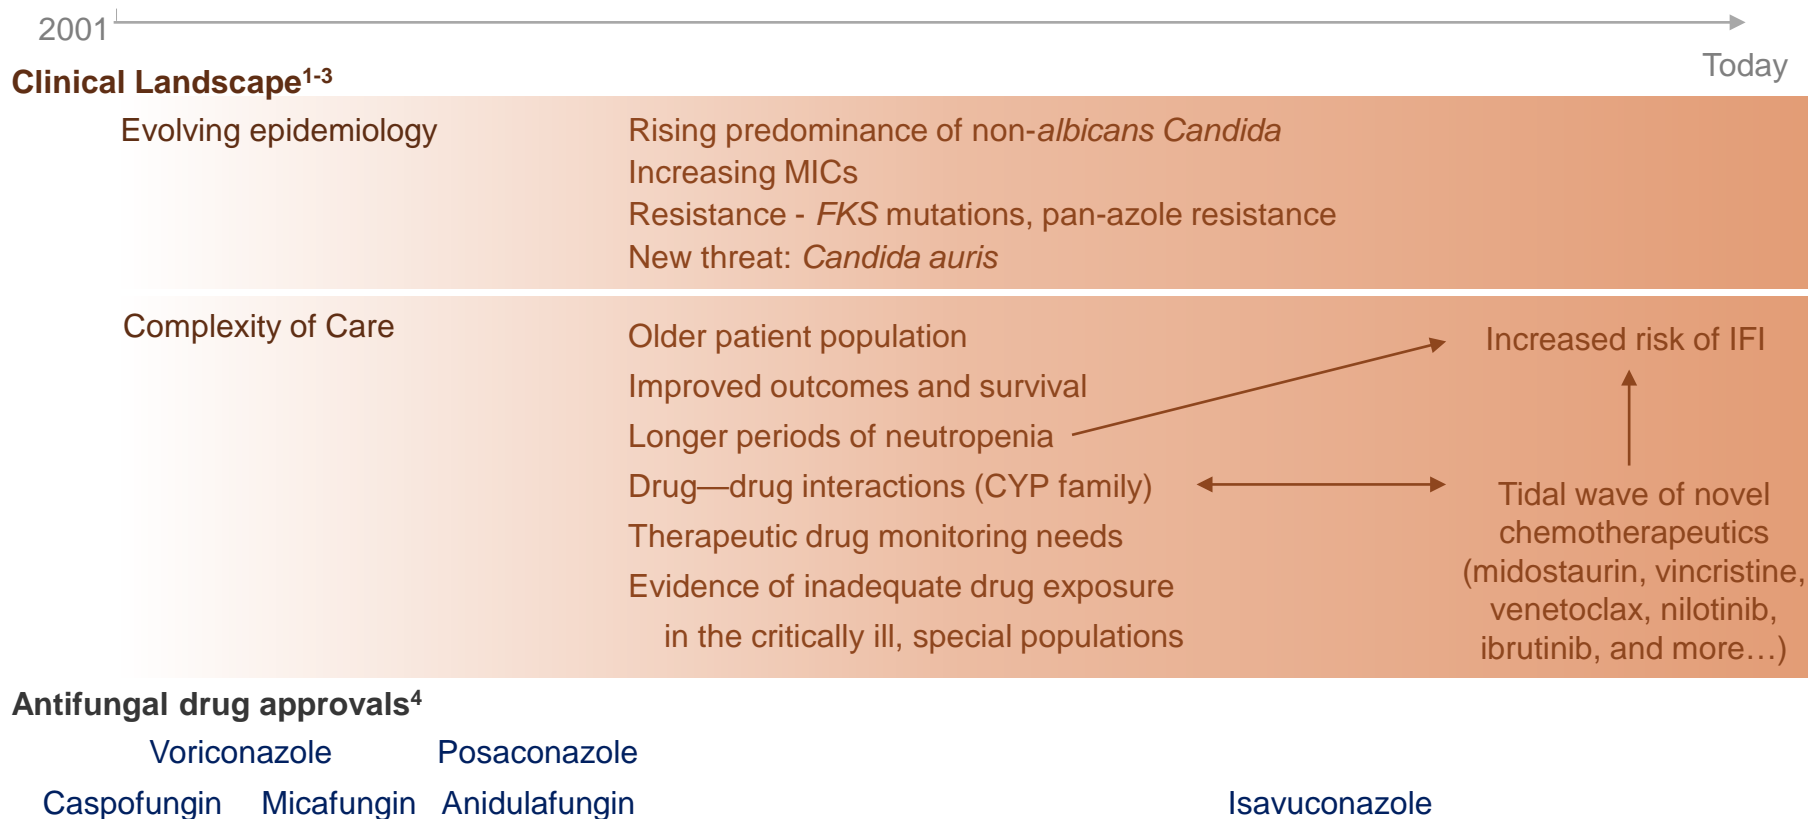 2001
Today
Clinical Landscape1-3
Evolving epidemiology
Rising predominance of non-albicans Candida
Increasing MICs
Resistance - FKS mutations, pan-azole resistance
New threat: Candida auris
Complexity of Care
Older patient population
Improved outcomes and survival
Longer periods of neutropenia
Drug—drug interactions (CYP family)
Therapeutic drug monitoring needs
Evidence of inadequate drug exposure
in the critically ill, special populations
Increased risk of IFI
Tidal wave of novel
chemotherapeutics
(midostaurin, vincristine,
venetoclax, nilotinib,
ibrutinib, and more…)
Antifungal drug approvals4
Voriconazole Posaconazole
Caspofungin Micafungin Anidulafungin Isavuconazole